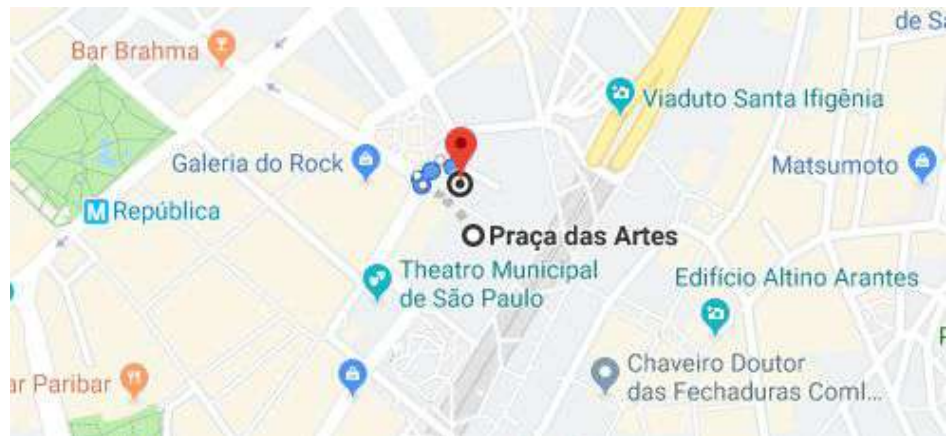 de Sa
Bar Brahma
Viaduto Santa Ifigênia
Galeria do Rock
Matsumoto
M República
Praça das Artes
Theatro Municipal
de São Paulo
Edifício Altino Arantes
Chaveiro Doutor
das Fechaduras Coml...
ar Paribar